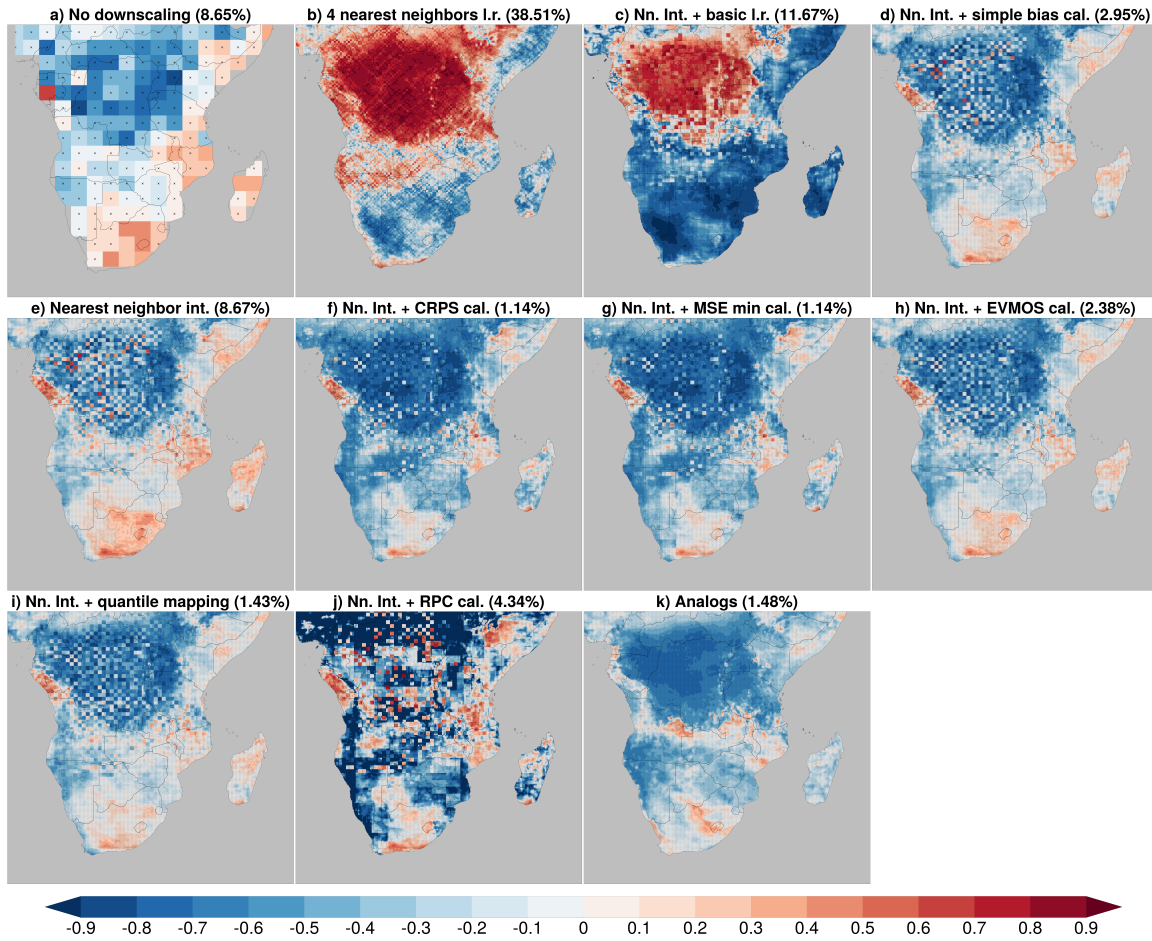 a) No downscaling (8.65%)
b) 4 nearest neighbors l.r. (38.51%)
c) Nn. Int. + basic l.r. (11.67%)
d) Nn. Int. + simple bias cal. (2.95%)
e) Nearest neighbor int. (8.67%)
f) Nn. Int. + CRPS cal. (1.14%)
g) Nn. Int. + MSE min cal. (1.14%)
h) Nn. Int. + EVMOS cal. (2.38%)
i) Nn. Int. + quantile mapping (1.43%)
j) Nn. Int. + RPC cal. (4.34%)
k) Analogs (1.48%)
-0.9 -0.8 -0.7 -0.6 -0.5 -0.4 -0.3 -0.2 -0.1 0 0.1 0.2 0.3 0.4 0.5 0.6 0.7 0.8 0.9